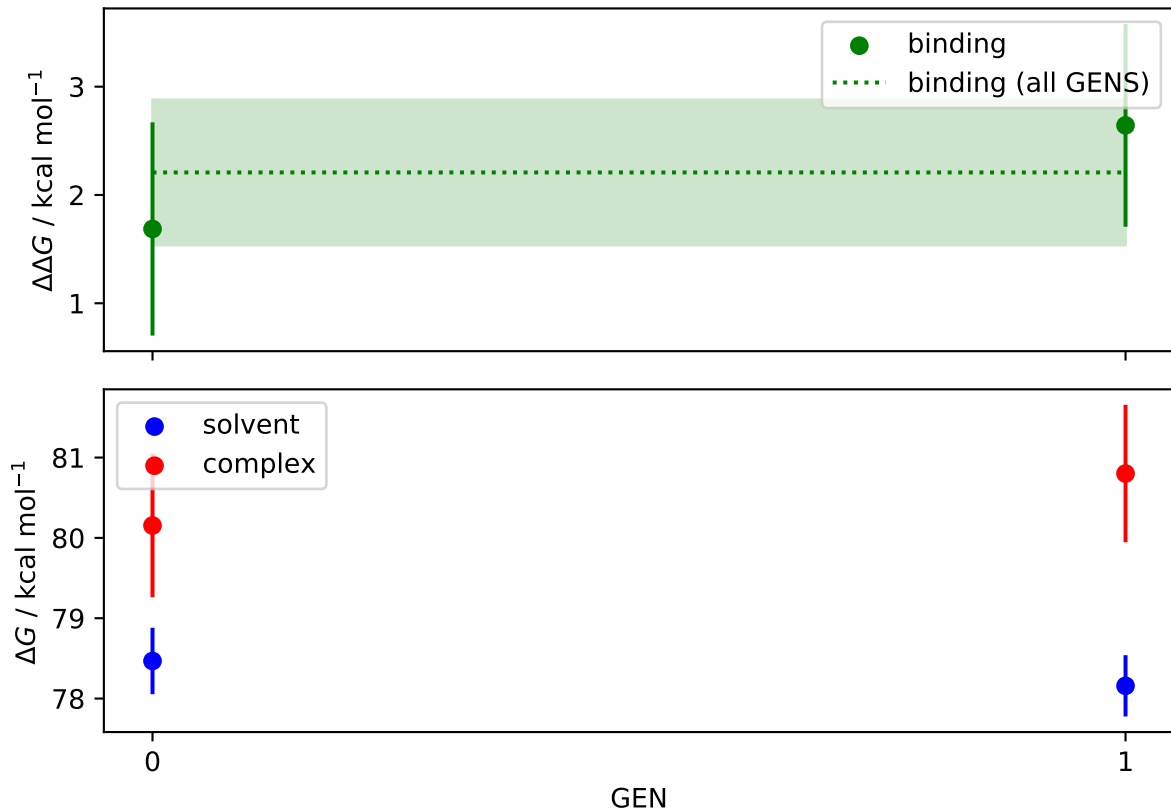 binding
binding (all GENS)
3
2
1
ΔΔG / kcal mol⁻¹
solvent
complex
81
80
79
78
ΔG / kcal mol⁻¹
0
1
GEN